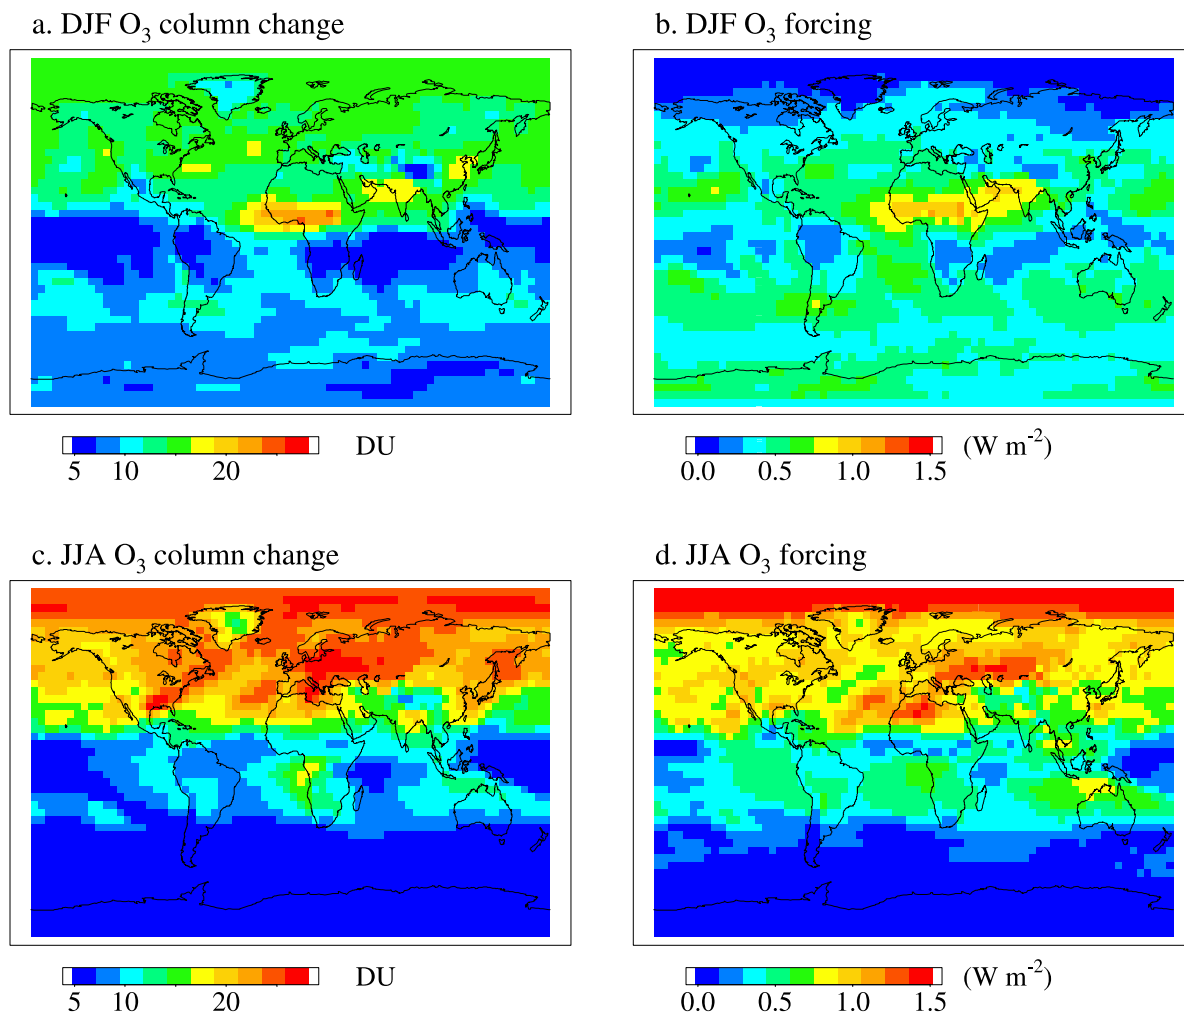 a. DJF O₃ column change
b. DJF O₃ forcing
5 10 20 DU
0.0 0.5 1.0 1.5 (W m⁻²)
c. JJA O₃ column change
d. JJA O₃ forcing
5 10 20 DU
0.0 0.5 1.0 1.5 (W m⁻²)